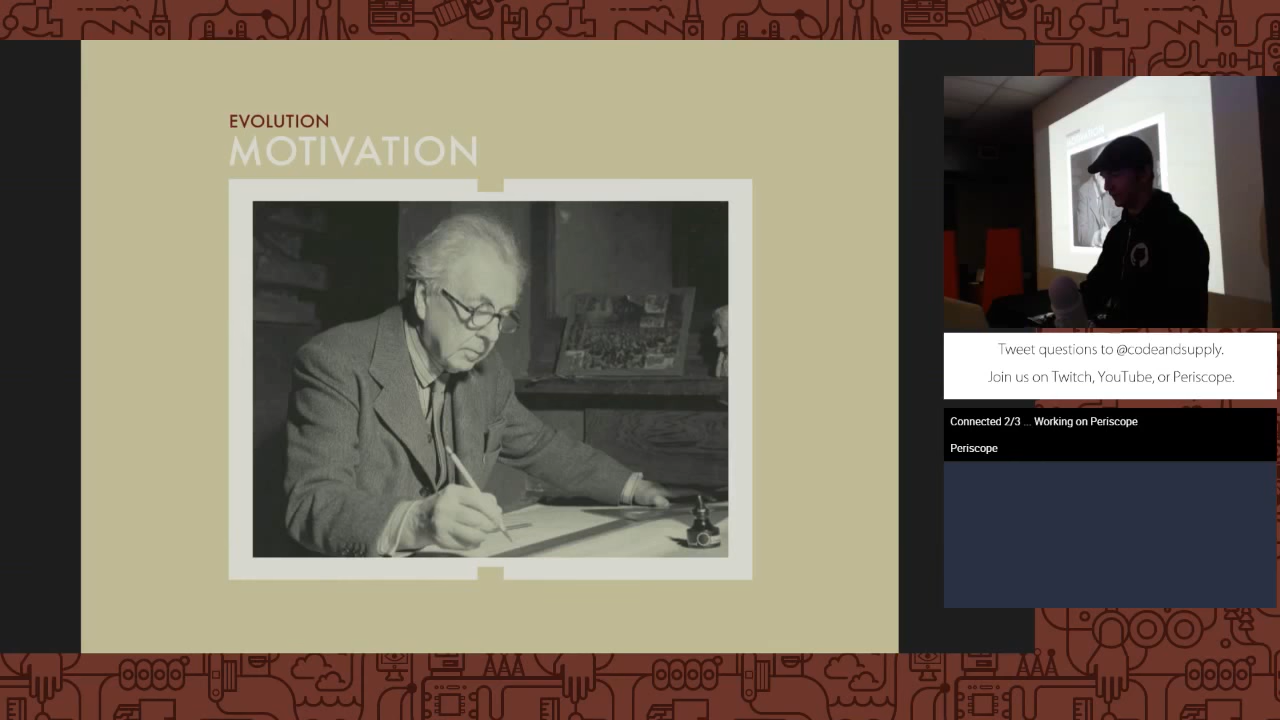 EVOLUTION
MOTIVATION
Tweet questions to @codeandsupply.
Join us on Twitch, YouTube, or Periscope.
Connected 2/3 ... Working on Periscope
Periscope